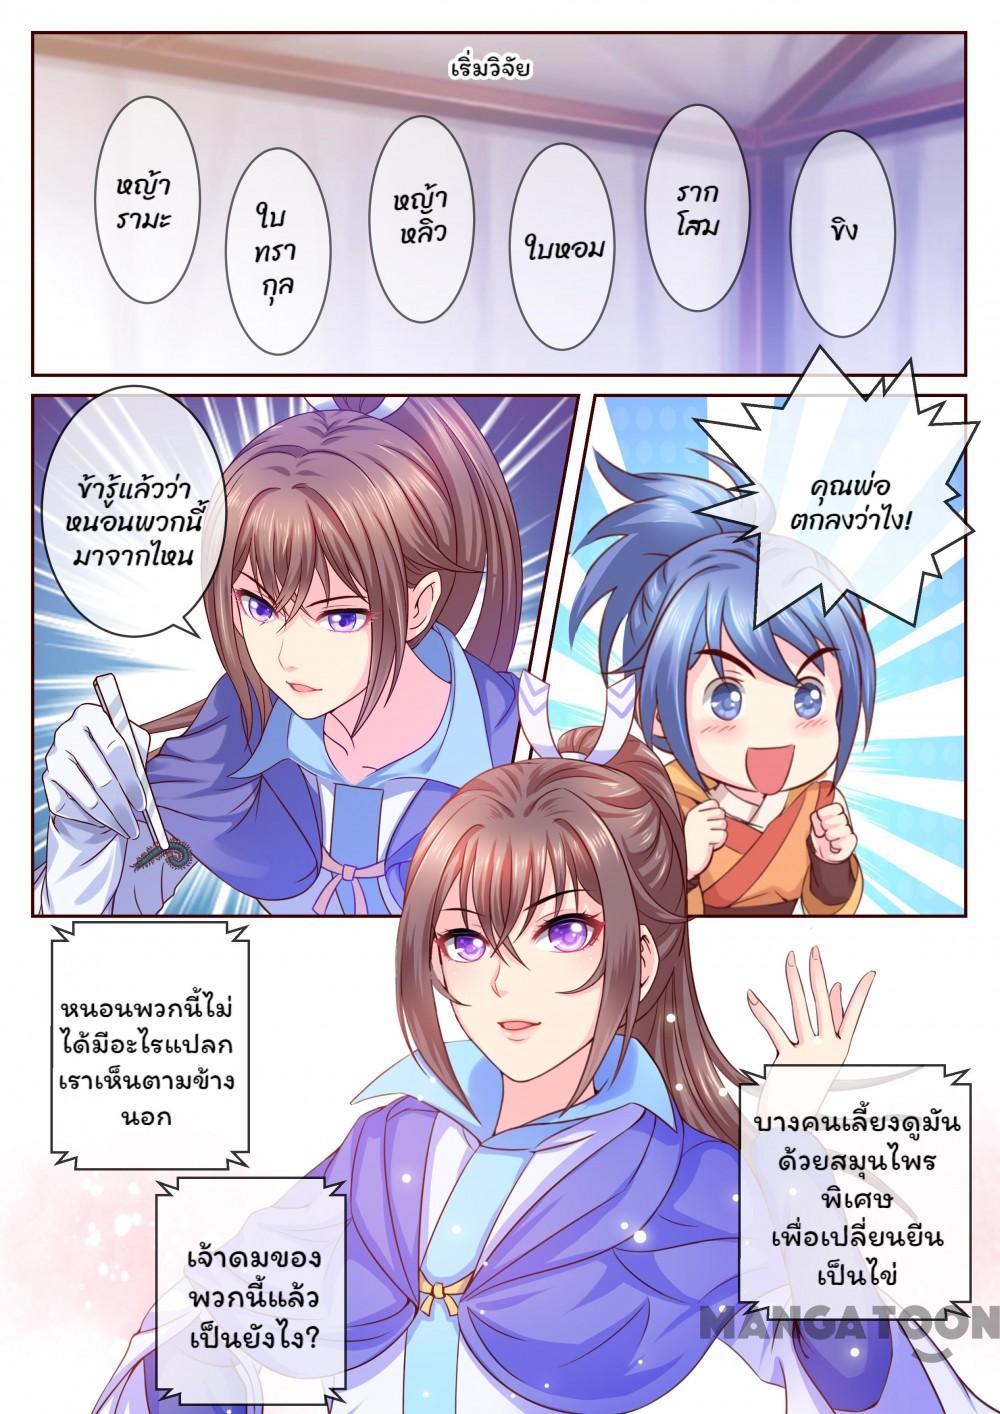 เริ่มวิจัย
หญ้า
รามะ
ใบ
ทรา
กุล
หญ้า
หลิว
ใบหอม
ราก
โสม
ขิง
ข้ารู้แล้วว่า
หนอนพวกนี้
มาจากไหน
คุณพ่อ
ตกลงว่าไง!
หนอนพวกนี้ไม่
ได้มีอะไรแปลก
เราเห็นตามข้าง
นอก
บางคนเลี้ยงดูมัน
ด้วยสมุนไพร
พิเศษ
เพื่อเปลี่ยนยีน
เป็นไข่
เจ้าดมของ
พวกนี้แล้ว
เป็นยังไง?
MANGATOON